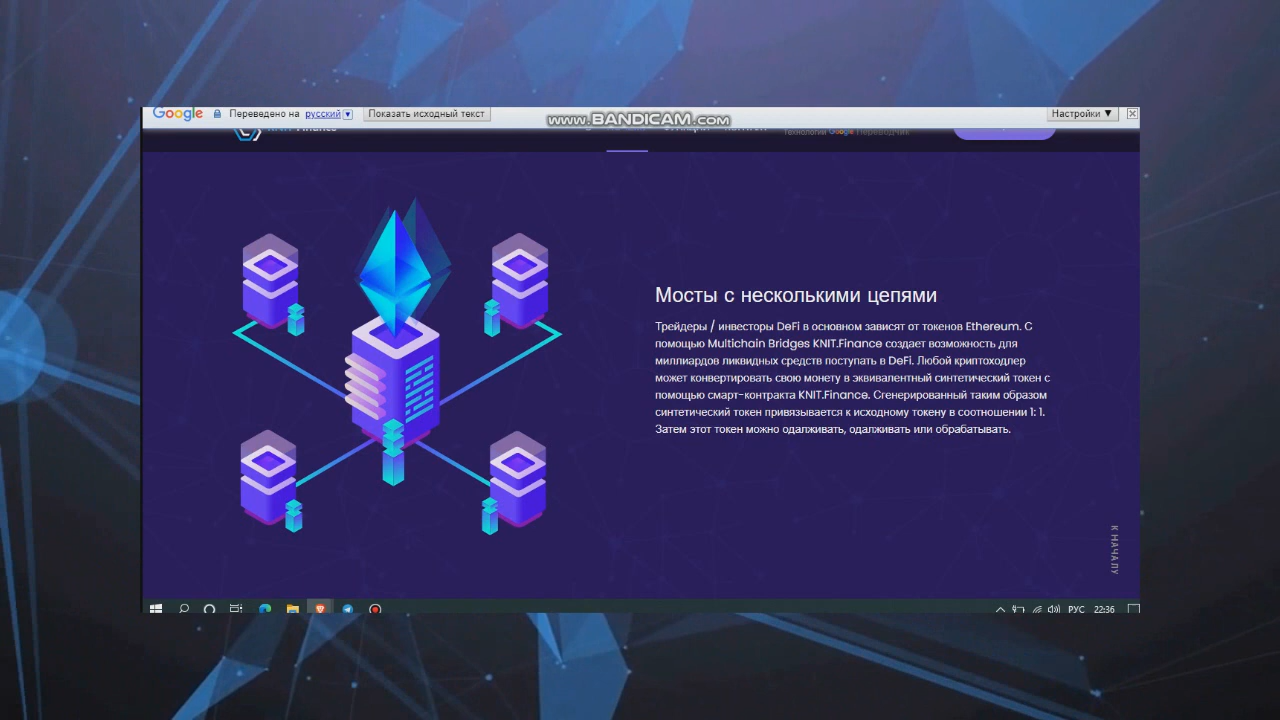 Google Переведено на русский Показать исходный текст
www.BANDICAM.com
Настройки ▼
Технологии Google Переводчик
Мосты с несколькими цепями
Трейдеры / инвесторы DeFi в основном зависят от токенов Ethereum. С
помощью Multichain Bridges KNIT.Finance создает возможность для
миллиардов ликвидных средств поступать в DeFi. Любой криптоходлер
может конвертировать свою монету в эквивалентный синтетический токен с
помощью смарт-контракта KNIT.Finance. Сгенерированный таким образом
синтетический токен привязывается к исходному токену в соотношении 1: 1.
Затем этот токен можно одалживать, одалживать или обрабатывать.
К НАЧАЛУ
РУС 22:36